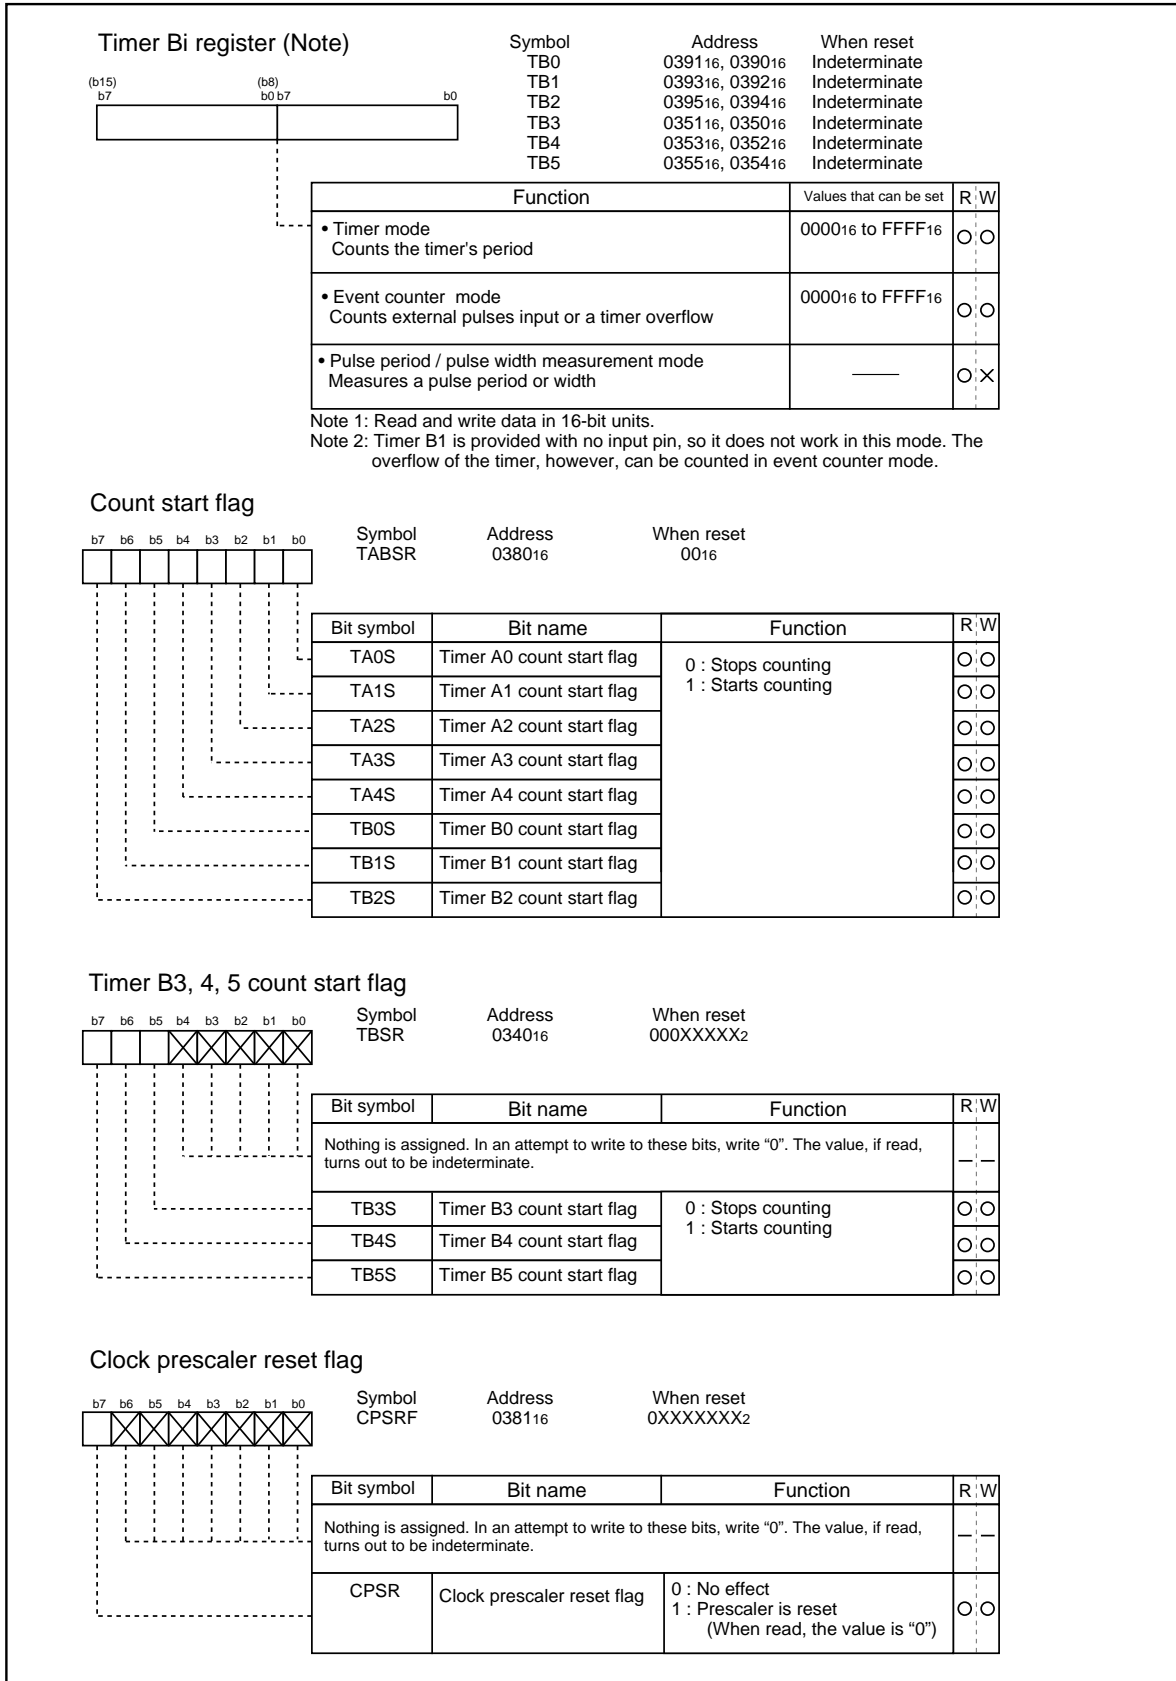 Timer Bi register (Note)
Symbol Address When reset
TB0 039116, 039016 Indeterminate
TB1 039316, 039216 Indeterminate
TB2 039516, 039416 Indeterminate
TB3 035116, 035016 Indeterminate
TB4 035316, 035216 Indeterminate
TB5 035516, 035416 Indeterminate
(b15) (b8)
b7 b0 b7 b0
Function Values that can be set R W
• Timer mode 000016 to FFFF16
Counts the timer's period
• Event counter mode 000016 to FFFF16
Counts external pulses input or a timer overflow
• Pulse period / pulse width measurement mode
Measures a pulse period or width
Note 1: Read and write data in 16-bit units.
Note 2: Timer B1 is provided with no input pin, so it does not work in this mode. The
overflow of the timer, however, can be counted in event counter mode.
Count start flag
b7 b6 b5 b4 b3 b2 b1 b0
Symbol Address When reset
TABSR 038016 0016
Bit symbol Bit name Function R W
TA0S Timer A0 count start flag 0 : Stops counting
TA1S Timer A1 count start flag 1 : Starts counting
TA2S Timer A2 count start flag
TA3S Timer A3 count start flag
TA4S Timer A4 count start flag
TB0S Timer B0 count start flag
TB1S Timer B1 count start flag
TB2S Timer B2 count start flag
Timer B3, 4, 5 count start flag
b7 b6 b5 b4 b3 b2 b1 b0
Symbol Address When reset
TBSR 034016 000XXXXX2
Bit symbol Bit name Function R W
Nothing is assigned. In an attempt to write to these bits, write “0”. The value, if read,
turns out to be indeterminate.
TB3S Timer B3 count start flag 0 : Stops counting
TB4S Timer B4 count start flag 1 : Starts counting
TB5S Timer B5 count start flag
Clock prescaler reset flag
b7 b6 b5 b4 b3 b2 b1 b0
Symbol Address When reset
CPSRF 038116 0XXXXXXX2
Bit symbol Bit name Function R W
Nothing is assigned. In an attempt to write to these bits, write “0”. The value, if read,
turns out to be indeterminate.
CPSR Clock prescaler reset flag 0 : No effect
1 : Prescaler is reset
(When read, the value is “0”)